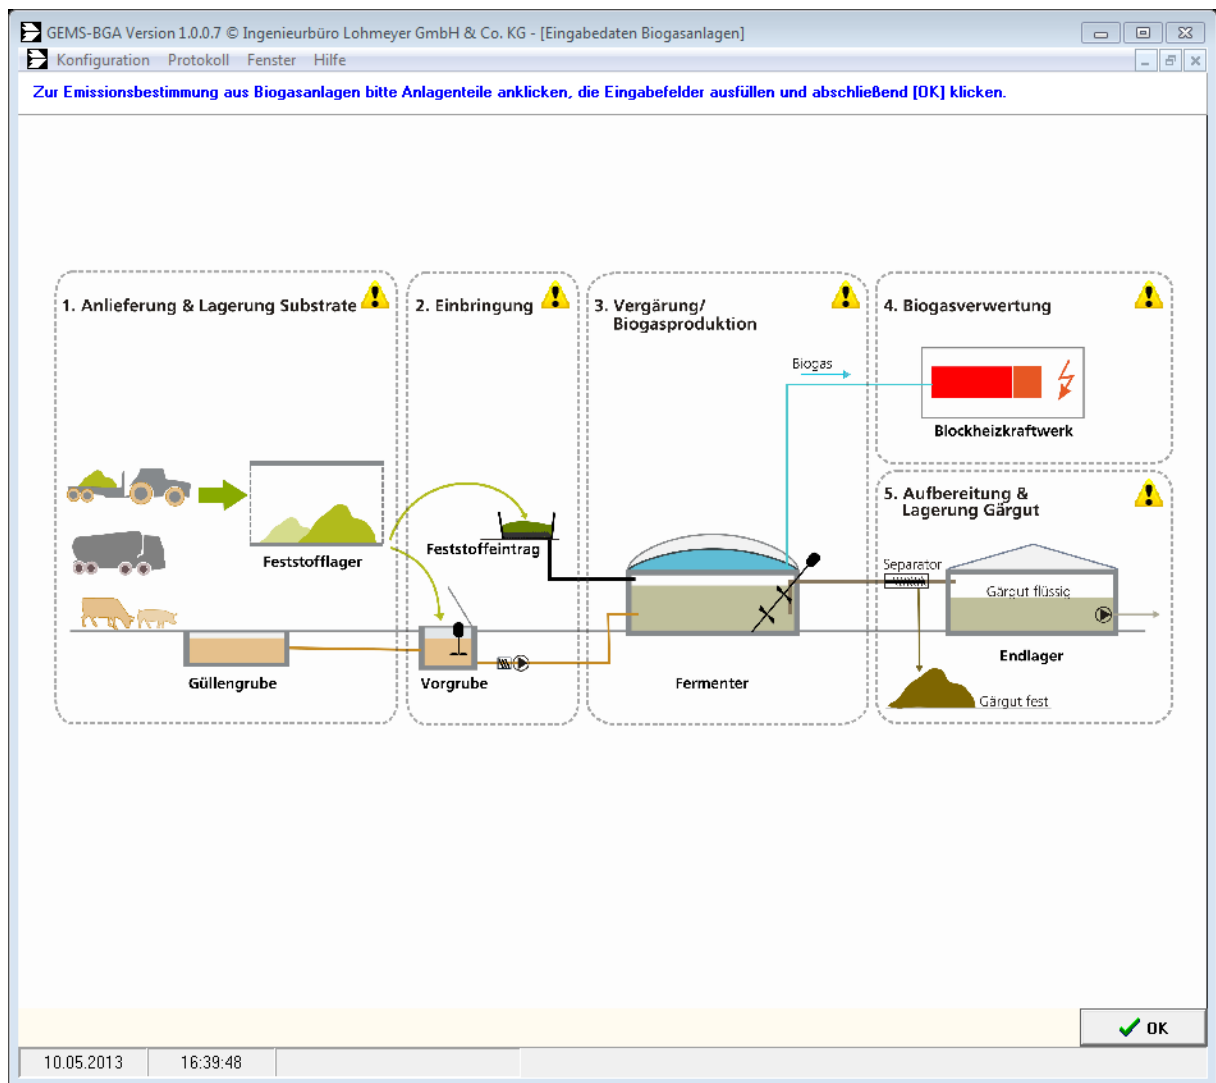 GEMS-BGA Version 1.0.0.7 © Ingenieurbüro Lohmeyer GmbH & Co. KG - [Eingabedaten Biogasanlagen]
Konfiguration Protokoll Fenster Hilfe
Zur Emissionsbestimmung aus Biogasanlagen bitte Anlagenteile anklicken, die Eingabefelder ausfüllen und abschließend [OK] klicken.
1. Anlieferung & Lagerung Substrate
Feststofflager
Güllengrube
2. Einbringung
Feststoffeintrag
Vorgrube
3. Vergärung/
Biogasproduktion
Biogas
Fermenter
4. Biogasverwertung
Blockheizkraftwerk
5. Aufbereitung &
Lagerung Gärgut
Separator
Gärgut flüssig
Endlager
Gärgut fest
OK
10.05.2013 16:39:48